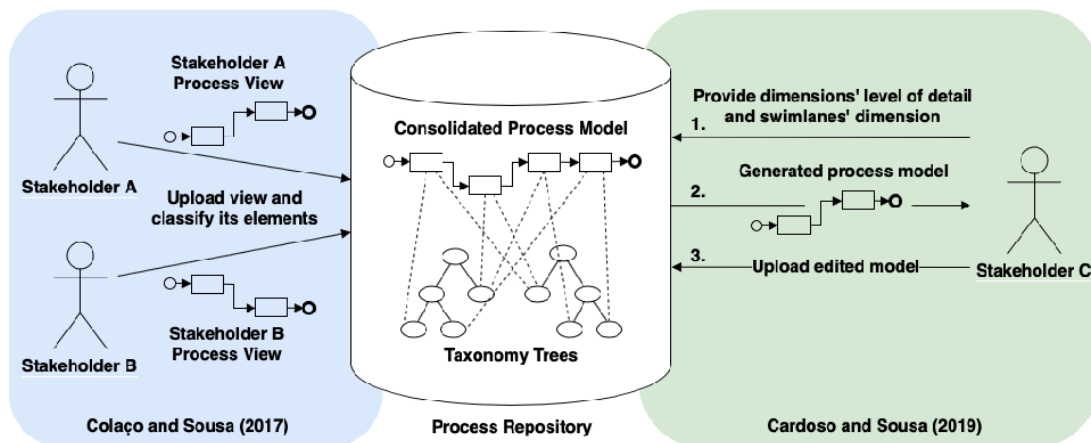 Stakeholder A
Process View
Stakeholder A
Upload view and
classify its elements
Stakeholder B
Process View
Stakeholder B
Colaço and Sousa (2017)
Consolidated Process Model
Taxonomy Trees
Process Repository
Provide dimensions' level of detail
1. and swimlanes' dimension
Generated process model
2.
3. Upload edited model
Stakeholder C
Cardoso and Sousa (2019)